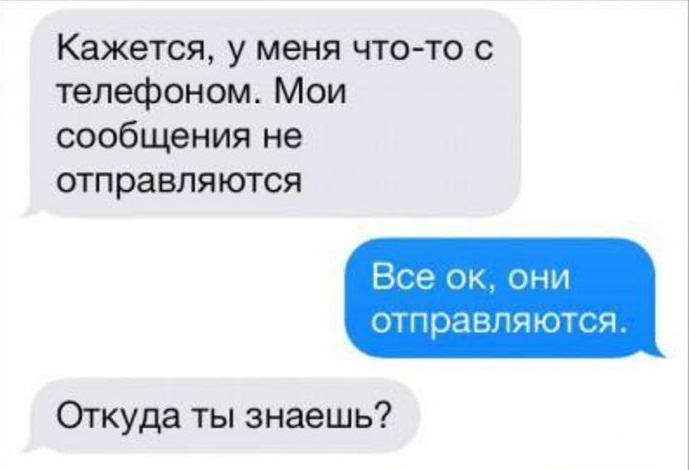 Кажется, у меня что-то с
телефоном. Мои
сообщения не
отправляются
Все ок, они
отправляются.
Откуда ты знаешь?